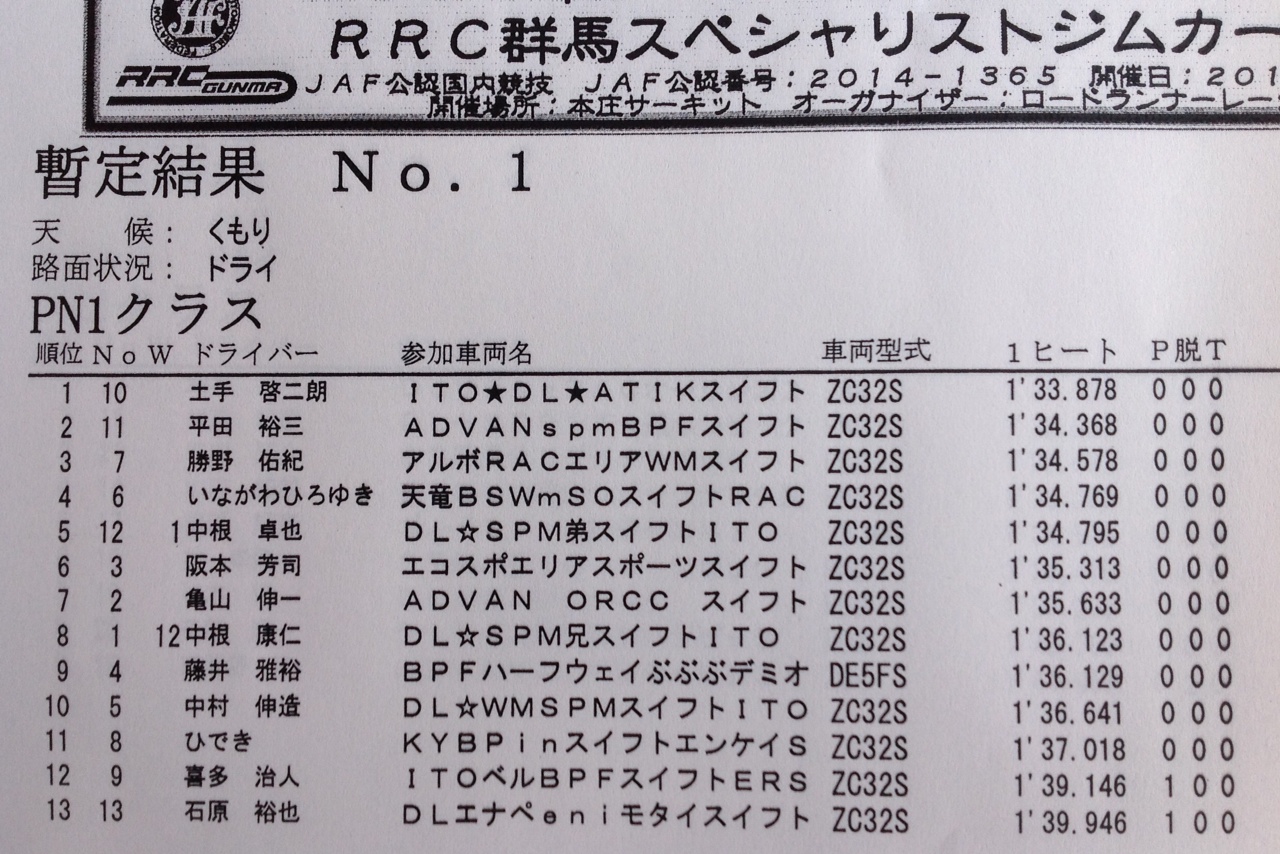 RRC群馬スペシャリストジムカー
RRC GUNMA
JAF公認国内競技　JAF公認番号：2014-1365　開催日：201
開催場所：本庄サーキット　オーガナイザー：ロードランナーレー
暫定結果　No. 1
天　候：　くもり
路面状況：　ドライ
PN1クラス
順位 No W ドライバー 参加車両名 車両型式 1ヒート P 脱 T
1 10 土手　啓二朗 ITO★DL★ATIKスイフト ZC32S 1'33.878 0 0 0
2 11 平田　裕三 ADVANspmBPFスイフト ZC32S 1'34.368 0 0 0
3 7 勝野　佑紀 アルボRACエリアWMスイフト ZC32S 1'34.578 0 0 0
4 6 いながわひろゆき 天竜BSWmSOスイフトRAC ZC32S 1'34.769 0 0 0
5 12 1 中根　卓也 DL☆SPM弟スイフトITO ZC32S 1'34.795 0 0 0
6 3 阪本　芳司 エコスポエリアスポーツスイフト ZC32S 1'35.313 0 0 0
7 2 亀山　伸一 ADVAN　ORCC　スイフト ZC32S 1'35.633 0 0 0
8 1 12 中根　康仁 DL☆SPM兄スイフトITO ZC32S 1'36.123 0 0 0
9 4 藤井　雅裕 BPFハーフウェイぶぶぶデミオ DE5FS 1'36.129 0 0 0
10 5 中村　伸造 DL☆WMSPMスイフトITO ZC32S 1'36.641 0 0 0
11 8 ひでき KYBPinスイフトエンケイS ZC32S 1'37.018 0 0 0
12 9 喜多　治人 ITOベルBPFスイフトERS ZC32S 1'39.146 1 0 0
13 13 石原　裕也 DLエナペeniモタイスイフト ZC32S 1'39.946 1 0 0